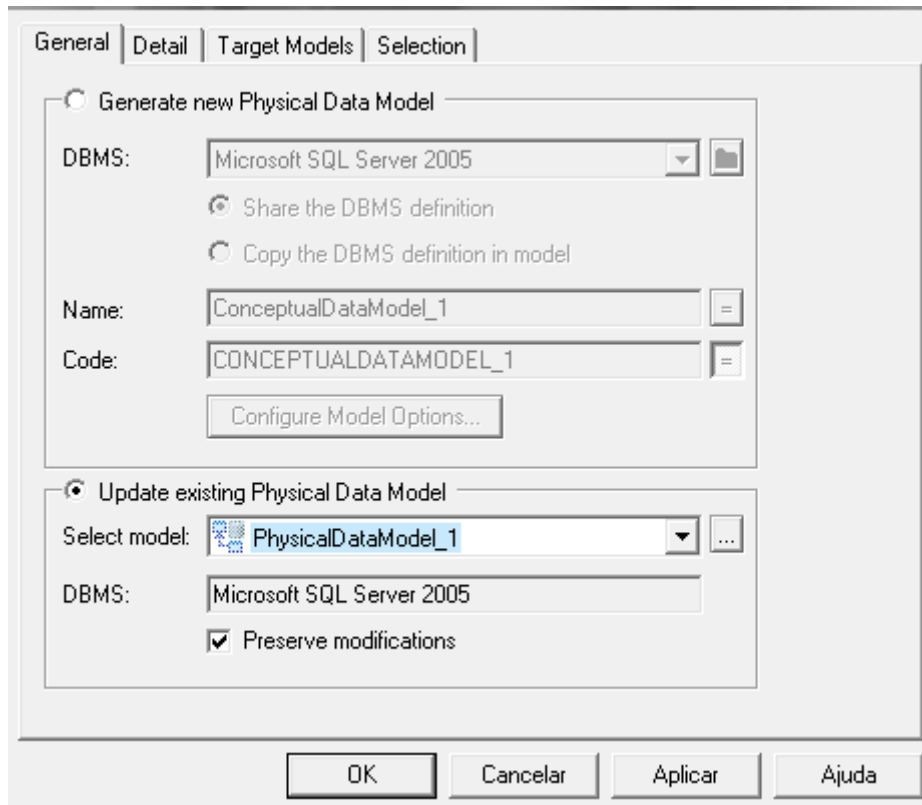 General Detail Target Models Selection
Generate new Physical Data Model
DBMS: Microsoft SQL Server 2005
Share the DBMS definition
Copy the DBMS definition in model
Name: ConceptualDataModel_1 =
Code: CONCEPTUALDATAMODEL_1 =
Configure Model Options...
Update existing Physical Data Model
Select model: PhysicalDataModel_1 ...
DBMS: Microsoft SQL Server 2005
Preserve modifications
OK Cancelar Aplicar Ajuda